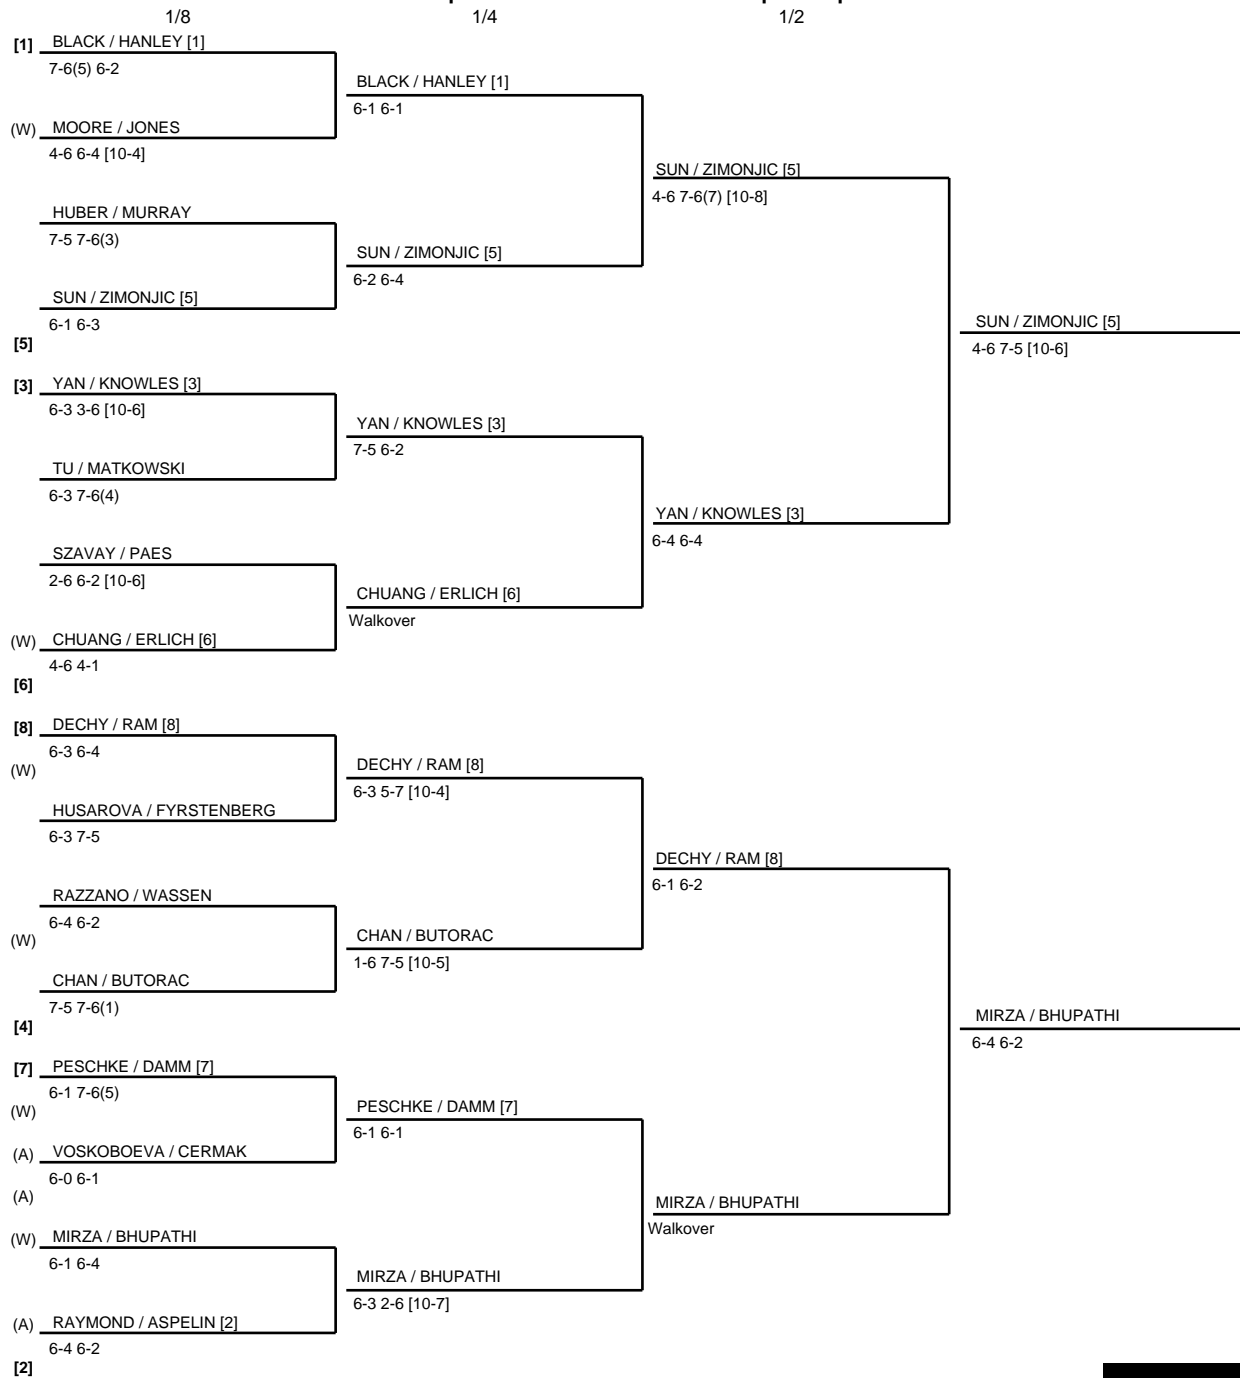 1/8 1/4 1/2
[1] BLACK / HANLEY [1]
7-6(5) 6-2
BLACK / HANLEY [1]
6-1 6-1
(W) MOORE / JONES
4-6 6-4 [10-4]
SUN / ZIMONJIC [5]
4-6 7-6(7) [10-8]
HUBER / MURRAY
7-5 7-6(3)
SUN / ZIMONJIC [5]
6-2 6-4
SUN / ZIMONJIC [5]
6-1 6-3
[5]
SUN / ZIMONJIC [5]
4-6 7-5 [10-6]
[3] YAN / KNOWLES [3]
6-3 3-6 [10-6]
YAN / KNOWLES [3]
7-5 6-2
TU / MATKOWSKI
6-3 7-6(4)
YAN / KNOWLES [3]
6-4 6-4
SZAVAY / PAES
2-6 6-2 [10-6]
CHUANG / ERLICH [6]
Walkover
(W) CHUANG / ERLICH [6]
4-6 4-1
[6]
[8] DECHY / RAM [8]
6-3 6-4
(W)
DECHY / RAM [8]
6-3 5-7 [10-4]
HUSAROVA / FYRSTENBERG
6-3 7-5
DECHY / RAM [8]
6-1 6-2
RAZZANO / WASSEN
6-4 6-2
(W)
CHAN / BUTORAC
1-6 7-5 [10-5]
CHAN / BUTORAC
7-5 7-6(1)
[4]
MIRZA / BHUPATHI
6-4 6-2
[7] PESCHKE / DAMM [7]
6-1 7-6(5)
(W)
PESCHKE / DAMM [7]
6-1 6-1
(A) VOSKOBOEVA / CERMAK
6-0 6-1
(A)
MIRZA / BHUPATHI
Walkover
(W) MIRZA / BHUPATHI
6-1 6-4
MIRZA / BHUPATHI
6-3 2-6 [10-7]
(A) RAYMOND / ASPELIN [2]
6-4 6-2
[2]